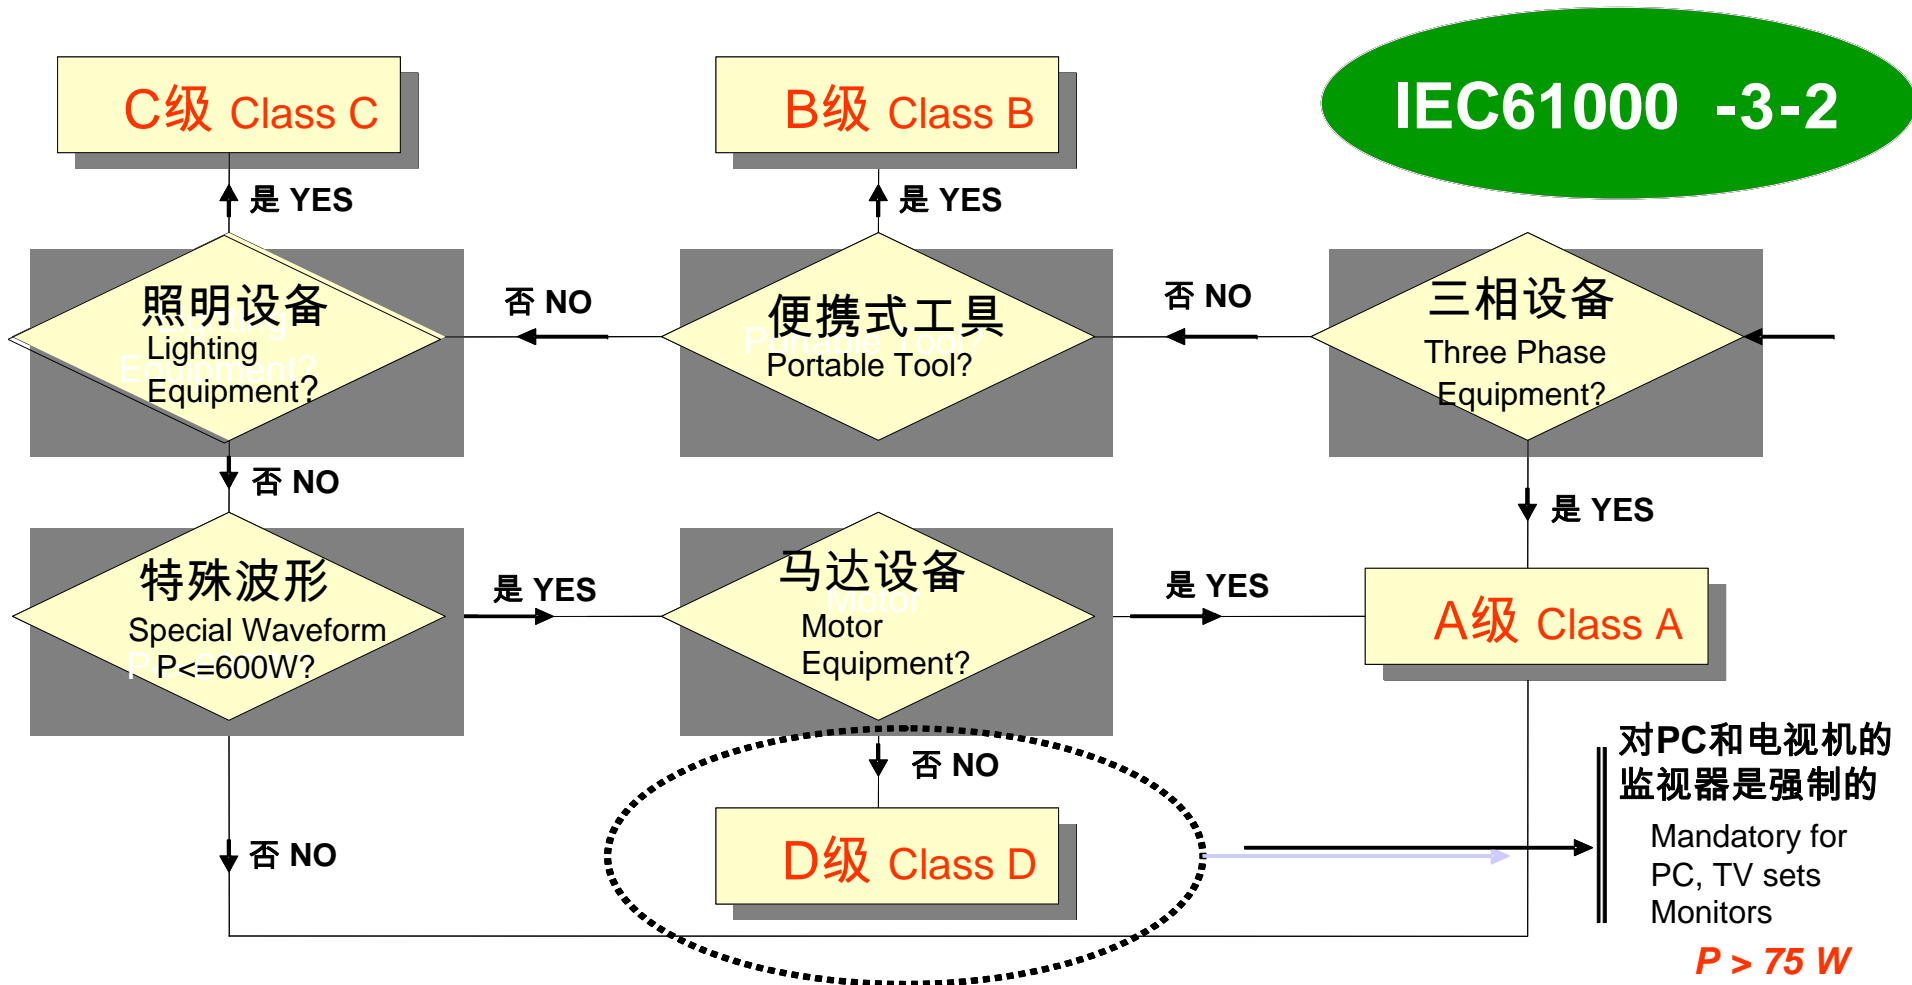 C级 Class C
B级 Class B
IEC61000 -3-2
是 YES
是 YES
照明设备
Lighting
Equipment?
否 NO
便携式工具
Portable Tool?
否 NO
三相设备
Three Phase
Equipment?
否 NO
是 YES
特殊波形
Special Waveform
P<=600W?
是 YES
马达设备
Motor
Equipment?
是 YES
A级 Class A
否 NO
否 NO
D级 Class D
对PC和电视机的
监视器是强制的
Mandatory for
PC, TV sets
Monitors
P > 75 W